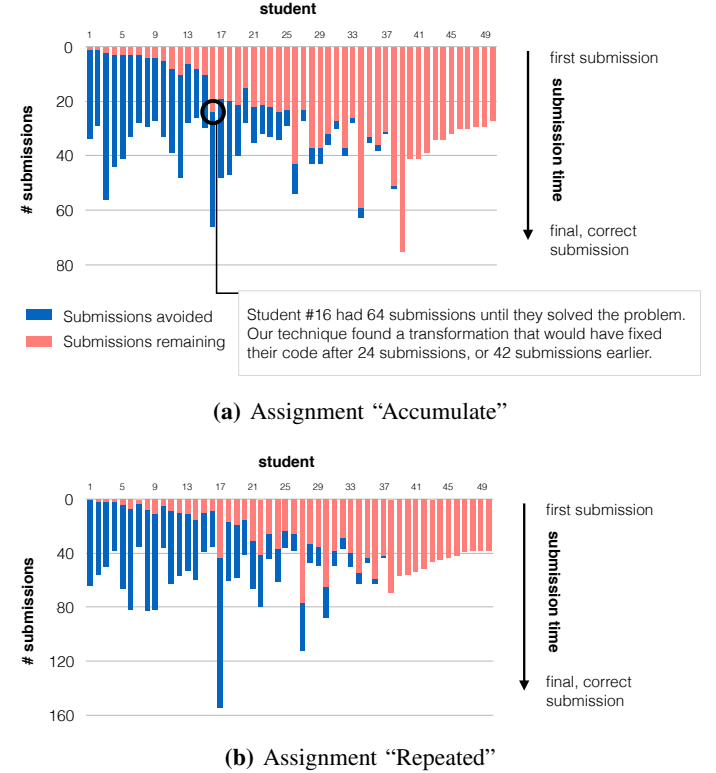 student
1 5 9 13 17 21 25 29 33 37 41 45 49
0
20
40
60
80
# submissions
first submission
submission time
final, correct
submission
Submissions avoided
Submissions remaining
Student #16 had 64 submissions until they solved the problem.
Our technique found a transformation that would have fixed
their code after 24 submissions, or 42 submissions earlier.
(a) Assignment “Accumulate”
student
1 5 9 13 17 21 25 29 33 37 41 45 49
0
40
80
120
160
# submissions
first submission
submission time
final, correct
submission
(b) Assignment “Repeated”